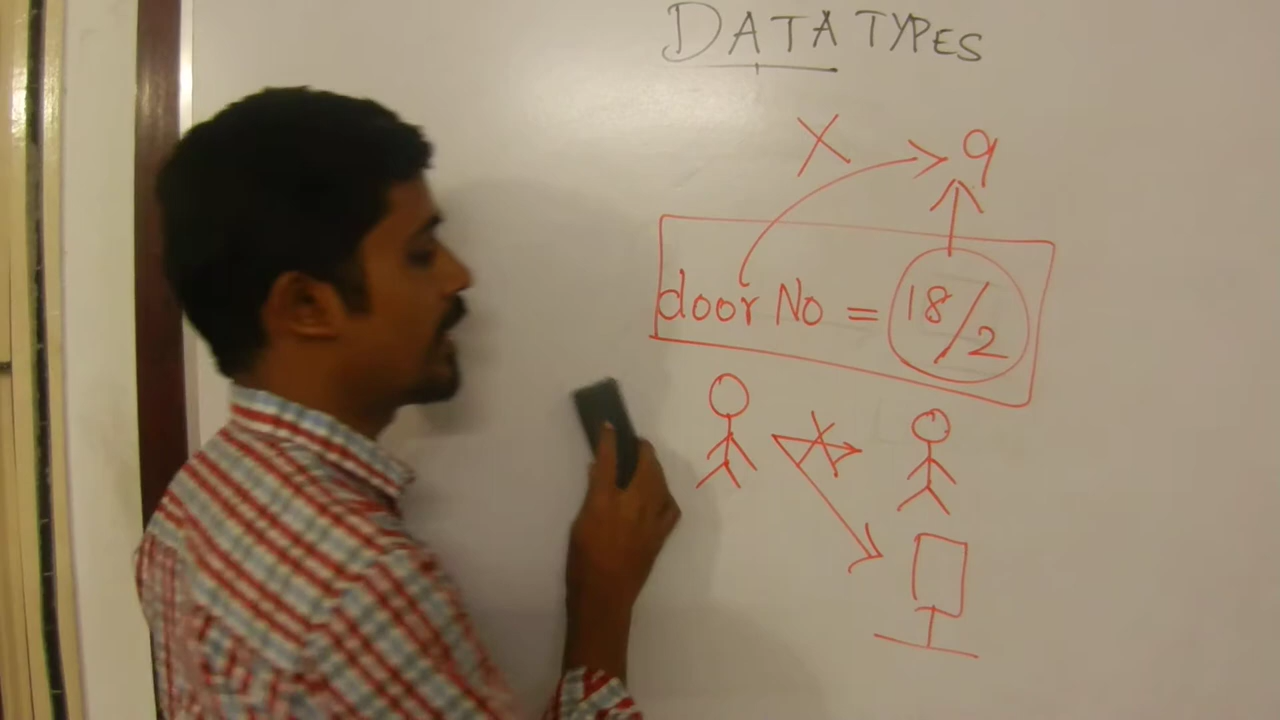 DATA TYPES
X
9
door No = 18/2